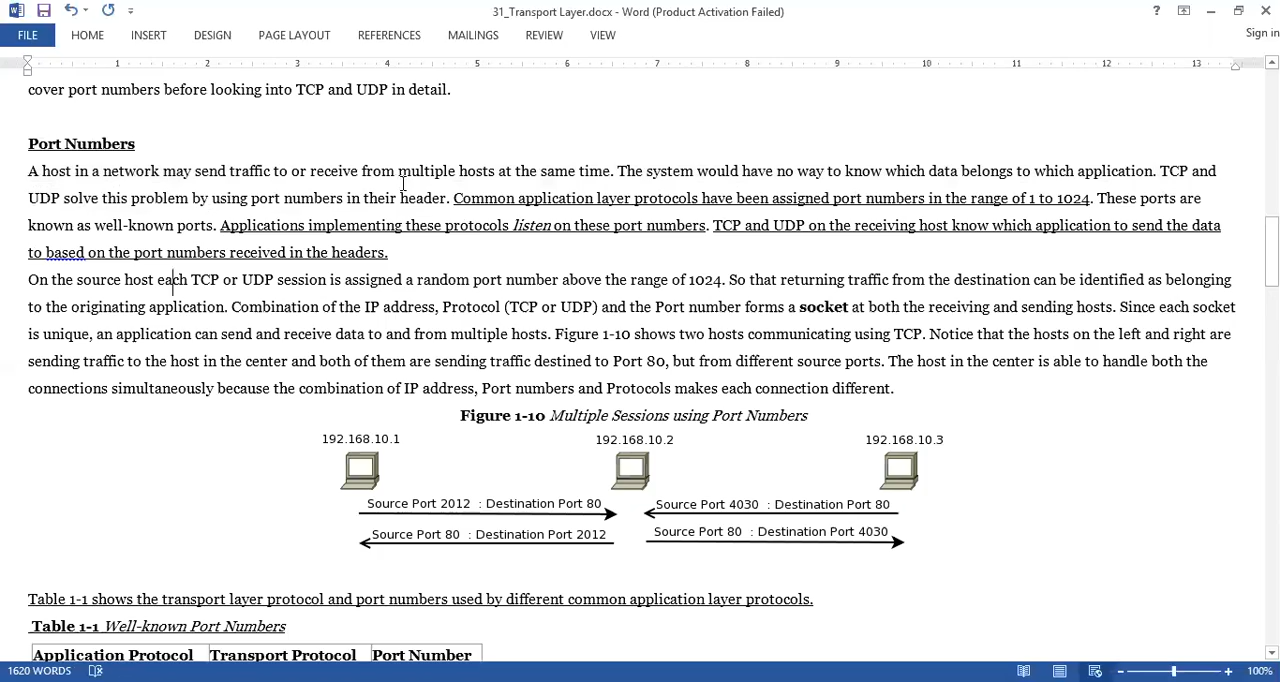 31_Transport Layer.docx - Word (Product Activation Failed)
FILE HOME INSERT DESIGN PAGE LAYOUT REFERENCES MAILINGS REVIEW VIEW Sign in
1 2 3 4 5 6 7 8 9 10 11 12 13
cover port numbers before looking into TCP and UDP in detail.
Port Numbers
A host in a network may send traffic to or receive from multiple hosts at the same time. The system would have no way to know which data belongs to which application. TCP and
UDP solve this problem by using port numbers in their header. Common application layer protocols have been assigned port numbers in the range of 1 to 1024. These ports are
known as well-known ports. Applications implementing these protocols listen on these port numbers. TCP and UDP on the receiving host know which application to send the data
to based on the port numbers received in the headers.
On the source host each TCP or UDP session is assigned a random port number above the range of 1024. So that returning traffic from the destination can be identified as belonging
to the originating application. Combination of the IP address, Protocol (TCP or UDP) and the Port number forms a socket at both the receiving and sending hosts. Since each socket
is unique, an application can send and receive data to and from multiple hosts. Figure 1-10 shows two hosts communicating using TCP. Notice that the hosts on the left and right are
sending traffic to the host in the center and both of them are sending traffic destined to Port 80, but from different source ports. The host in the center is able to handle both the
connections simultaneously because the combination of IP address, Port numbers and Protocols makes each connection different.
Figure 1-10 Multiple Sessions using Port Numbers
192.168.10.1 192.168.10.2 192.168.10.3
Source Port 2012 : Destination Port 80 Source Port 4030 : Destination Port 80
Source Port 80 : Destination Port 2012 Source Port 80 : Destination Port 4030
Table 1-1 shows the transport layer protocol and port numbers used by different common application layer protocols.
Table 1-1 Well-known Port Numbers
Application Protocol Transport Protocol Port Number
1620 WORDS 100%